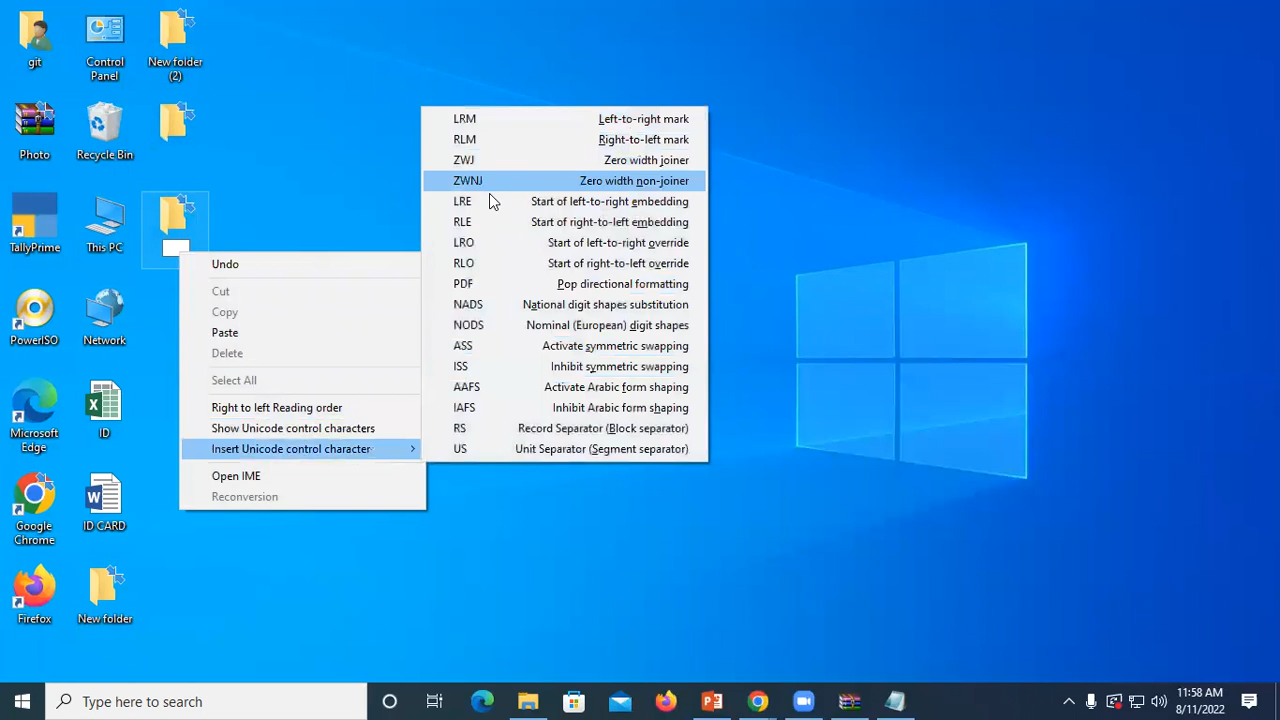 git
Control
Panel
New folder
(2)
Photo
Recycle Bin
TallyPrime
This PC
PowerISO
Network
Microsoft
Edge
ID
Google
Chrome
ID CARD
Firefox
New folder
Undo
Cut
Copy
Paste
Delete
Select All
Right to left Reading order
Show Unicode control characters
Insert Unicode control character
Open IME
Reconversion
LRM Left-to-right mark
RLM Right-to-left mark
ZWJ Zero width joiner
ZWNJ Zero width non-joiner
LRE Start of left-to-right embedding
RLE Start of right-to-left embedding
LRO Start of left-to-right override
RLO Start of right-to-left override
PDF Pop directional formatting
NADS National digit shapes substitution
NODS Nominal (European) digit shapes
ASS Activate symmetric swapping
ISS Inhibit symmetric swapping
AAFS Activate Arabic form shaping
IAFS Inhibit Arabic form shaping
RS Record Separator (Block separator)
US Unit Separator (Segment separator)
Type here to search
11:58 AM
8/11/2022